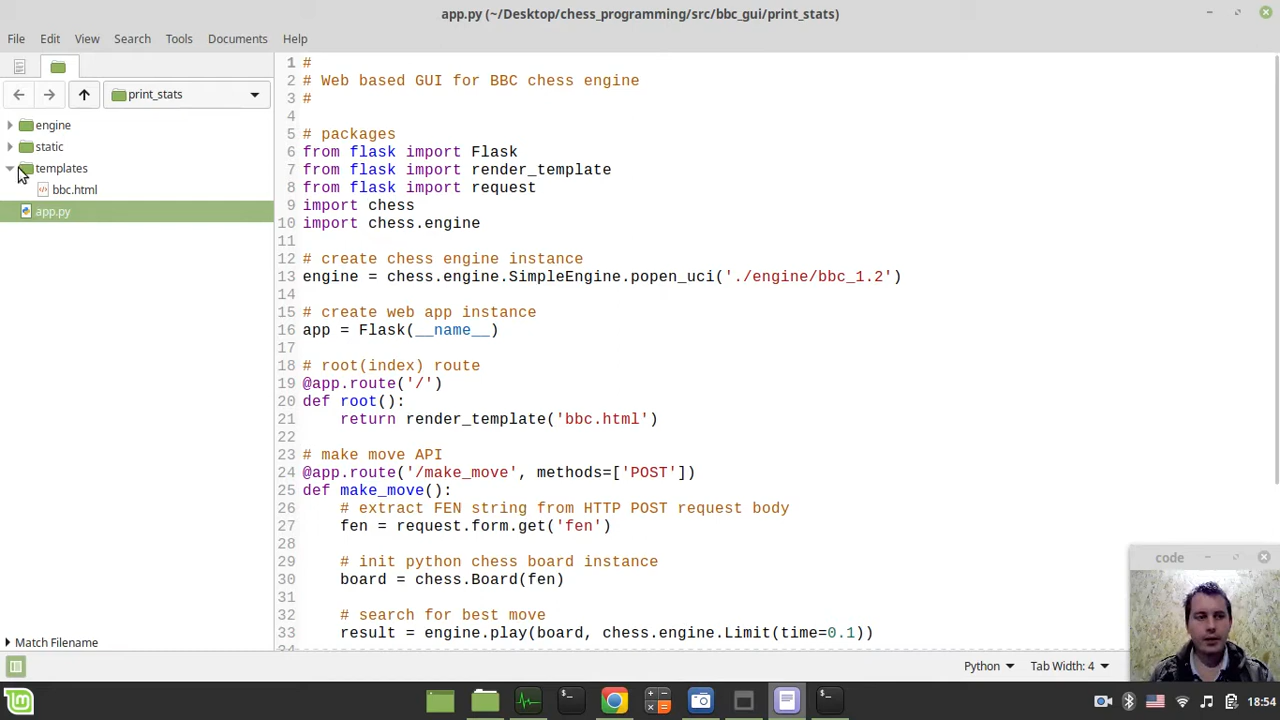 app.py (~/Desktop/chess_programming/src/bbc_gui/print_stats)
File Edit View Search Tools Documents Help
print_stats
engine
static
templates
bbc.html
app.py
Match Filename
1 #
2 # Web based GUI for BBC chess engine
3 #
4
5 # packages
6 from flask import Flask
7 from flask import render_template
8 from flask import request
9 import chess
10 import chess.engine
11
12 # create chess engine instance
13 engine = chess.engine.SimpleEngine.popen_uci('./engine/bbc_1.2')
14
15 # create web app instance
16 app = Flask(__name__)
17
18 # root(index) route
19 @app.route('/')
20 def root():
21     return render_template('bbc.html')
22
23 # make move API
24 @app.route('/make_move', methods=['POST'])
25 def make_move():
26     # extract FEN string from HTTP POST request body
27     fen = request.form.get('fen')
28
29     # init python chess board instance
30     board = chess.Board(fen)
31
32     # search for best move
33     result = engine.play(board, chess.engine.Limit(time=0.1))
34
code
Python Tab Width: 4
18:54